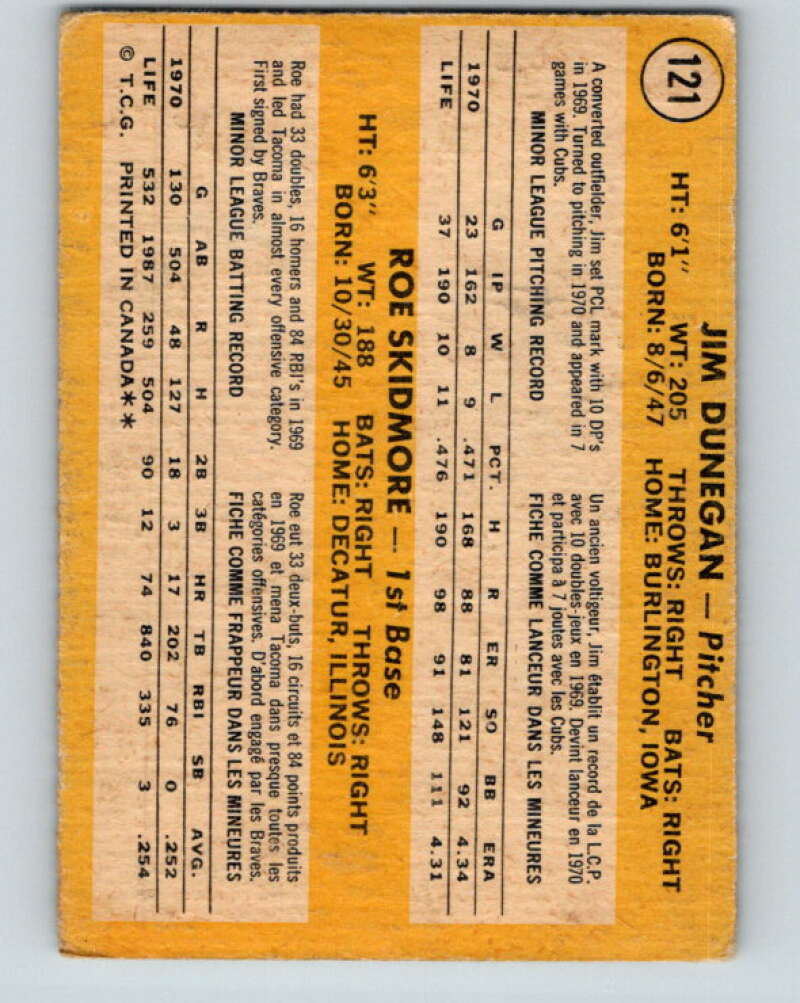 121
JIM DUNEGAN — Pitcher
HT: 6'1" WT: 205 THROWS: RIGHT BATS: RIGHT
BORN: 8/6/47 HOME: BURLINGTON, IOWA
A converted outfielder, Jim set PCL mark with 10 DP's
in 1969. Turned to pitching in 1970 and appeared in 7
games with Cubs.
Un ancien voltigeur, Jim établit un record de la L.C.P.
avec 10 doubles-jeux en 1969. Devint lanceur en 1970
et participa à 7 joutes avec les Cubs.
MINOR LEAGUE PITCHING RECORD FICHE COMME LANCEUR DANS LES MINEURES
G IP W L PCT. H R ER SO BB ERA
1970 23 162 8 9 .471 168 88 81 121 92 4.34
LIFE 37 190 10 11 .476 190 98 91 148 111 4.31
ROE SKIDMORE — 1st Base
HT: 6'3" WT: 188 BATS: RIGHT THROWS: RIGHT
BORN: 10/30/45 HOME: DECATUR, ILLINOIS
Roe had 33 doubles, 16 homers and 84 RBI's in 1969
and led Tacoma in almost every offensive category.
First signed by Braves.
Roe eut 33 deux-buts, 16 circuits et 84 points produits
en 1969 et mena Tacoma dans presque toutes les
catégories offensives. D'abord engagé par les Braves.
MINOR LEAGUE BATTING RECORD FICHE COMME FRAPPEUR DANS LES MINEURES
G AB R H 2B 3B HR TB RBI SB AVG.
1970 130 504 48 127 18 3 17 202 76 0 .252
LIFE 532 1987 259 504 90 12 74 840 335 3 .254
© T.C.G. PRINTED IN CANADA**